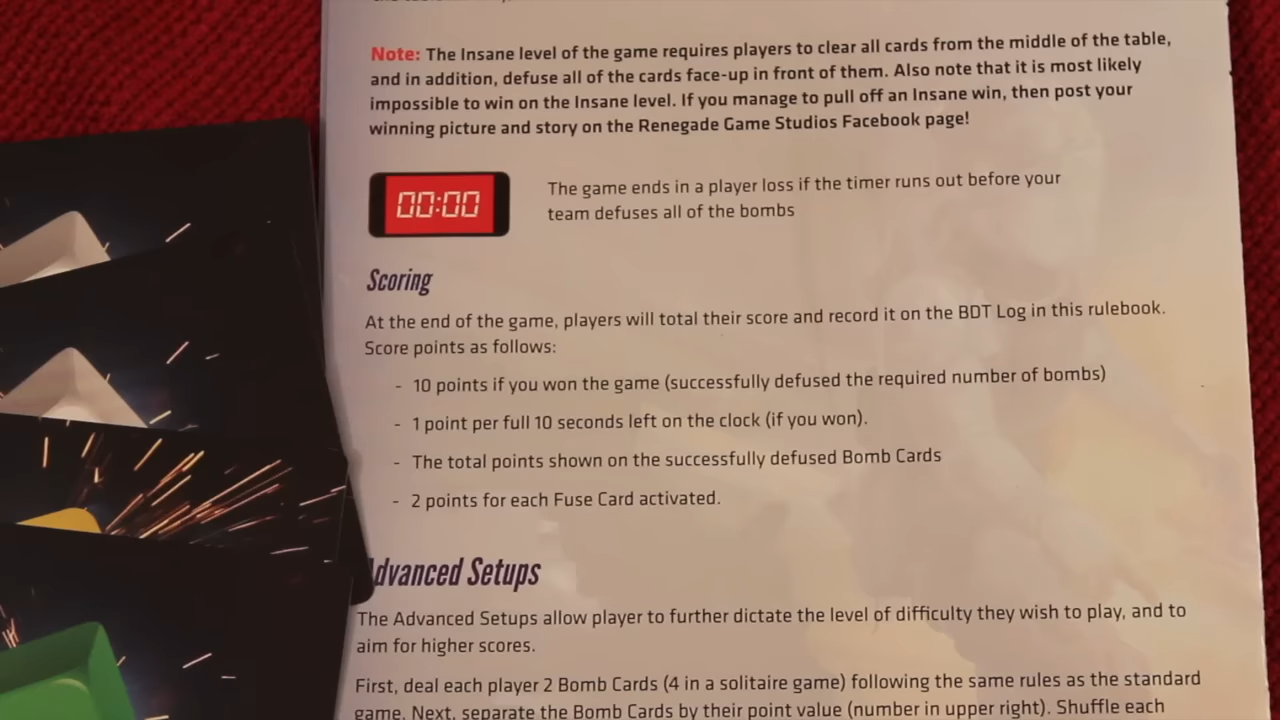 Note: The Insane level of the game requires players to clear all cards from the middle of the table,
and in addition, defuse all of the cards face-up in front of them. Also note that it is most likely
impossible to win on the Insane level. If you manage to pull off an Insane win, then post your
winning picture and story on the Renegade Game Studios Facebook page!
00:00
The game ends in a player loss if the timer runs out before your
team defuses all of the bombs
Scoring
At the end of the game, players will total their score and record it on the BDT Log in this rulebook.
Score points as follows:
- 10 points if you won the game (successfully defused the required number of bombs)
- 1 point per full 10 seconds left on the clock (if you won).
- The total points shown on the successfully defused Bomb Cards
- 2 points for each Fuse Card activated.
dvanced Setups
The Advanced Setups allow player to further dictate the level of difficulty they wish to play, and to
aim for higher scores.
First, deal each player 2 Bomb Cards (4 in a solitaire game) following the same rules as the standard
game. Next, separate the Bomb Cards by their point value (number in upper right). Shuffle each